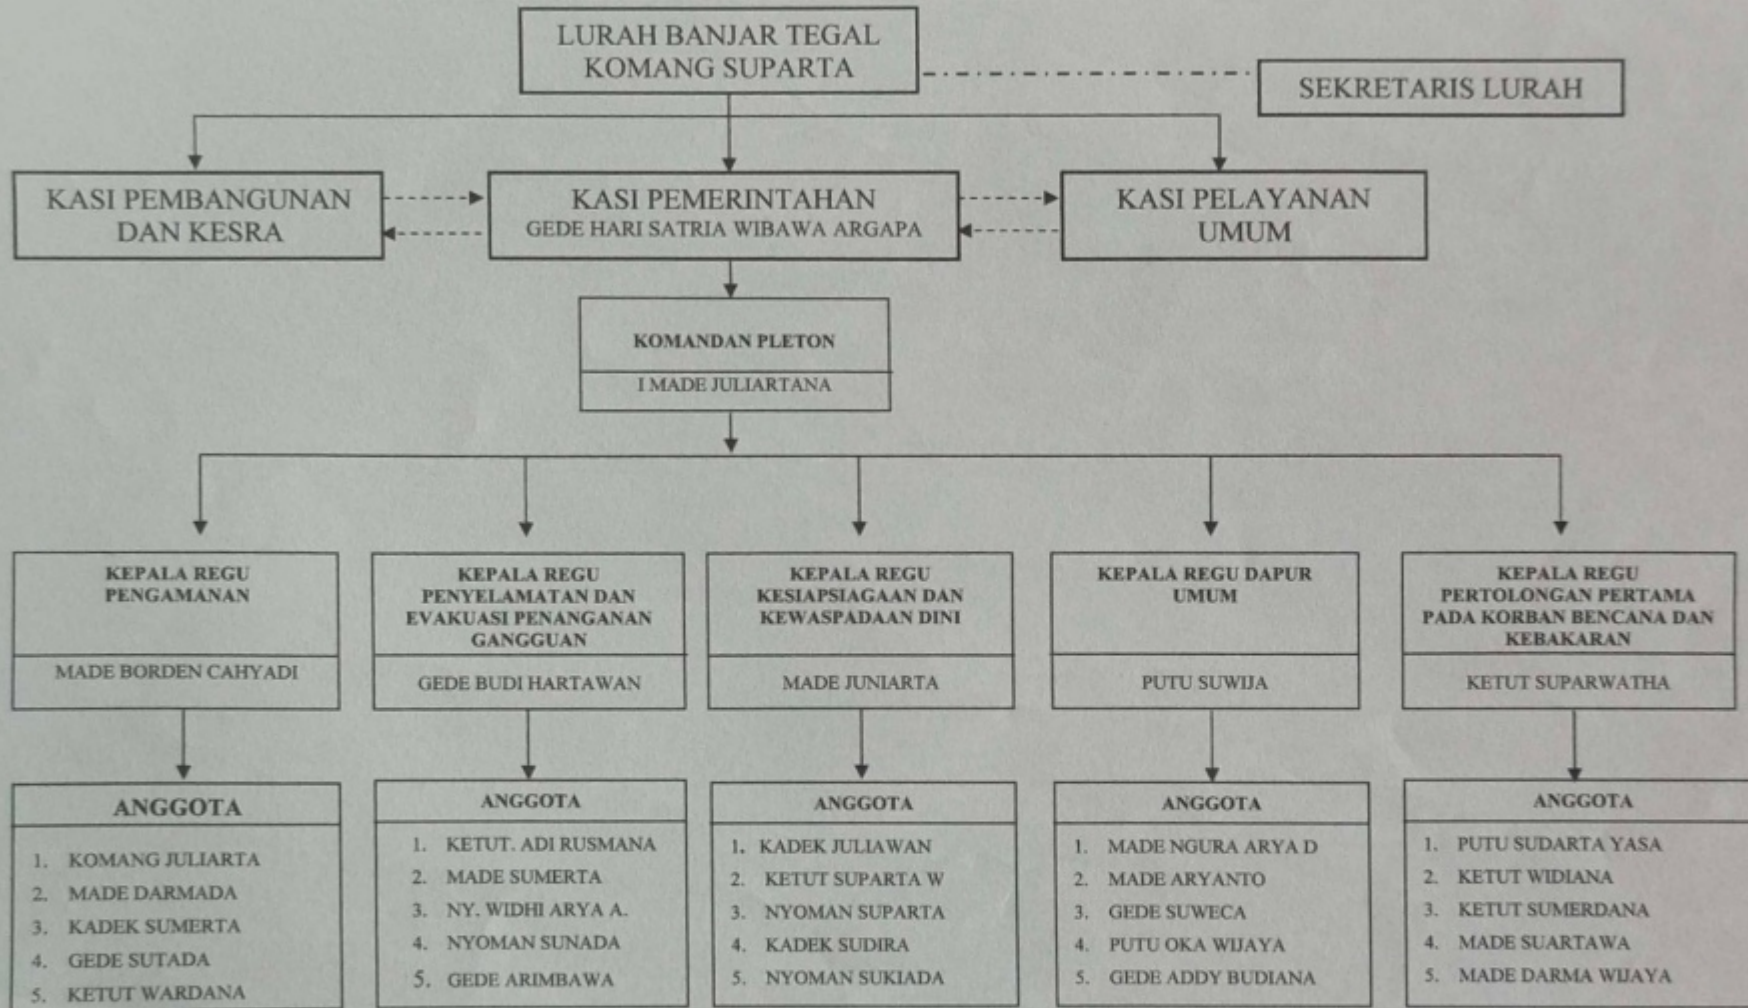 LURAH BANJAR TEGAL
KOMANG SUPARTA
SEKRETARIS LURAH
KASI PEMBANGUNAN
DAN KESRA
KASI PEMERINTAHAN
GEDE HARI SATRIA WIBAWA ARGAPA
KASI PELAYANAN
UMUM
KOMANDAN PLETON
I MADE JULIARTANA
KEPALA REGU
PENGAMANAN
MADE BORDEN CAHYADI
KEPALA REGU
PENYELAMATAN DAN
EVAKUASI PENANGANAN
GANGGUAN
GEDE BUDI HARTAWAN
KEPALA REGU
KESIAPSIAGAAN DAN
KEWASPADAAN DINI
MADE JUNIARTA
KEPALA REGU DAPUR
UMUM
PUTU SUWIJA
KEPALA REGU
PERTOLONGAN PERTAMA
PADA KORBAN BENCANA DAN
KEBAKARAN
KETUT SUPARWATHA
ANGGOTA
1. KOMANG JULIARTA
2. MADE DARMADA
3. KADEK SUMERTA
4. GEDE SUTADA
5. KETUT WARDANA
ANGGOTA
1. KETUT. ADI RUSMANA
2. MADE SUMERTA
3. NY. WIDHI ARYA A.
4. NYOMAN SUNADA
5. GEDE ARIMBAWA
ANGGOTA
1. KADEK JULIAWAN
2. KETUT SUPARTA W
3. NYOMAN SUPARTA
4. KADEK SUDIRA
5. NYOMAN SUKIADA
ANGGOTA
1. MADE NGURA ARYA D
2. MADE ARYANTO
3. GEDE SUWECA
4. PUTU OKA WIJAYA
5. GEDE ADDY BUDIANA
ANGGOTA
1. PUTU SUDARTA YASA
2. KETUT WIDIANA
3. KETUT SUMERDANA
4. MADE SUARTAWA
5. MADE DARMA WIJAYA